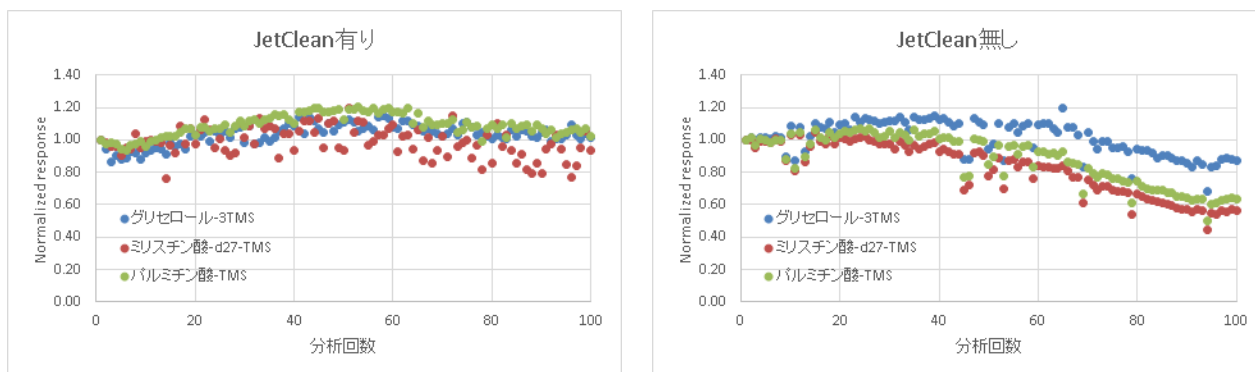 JetClean有り
Normalized response
1.40
1.20
1.00
0.80
0.60
0.40
0.20
0.00
グリセロール-3TMS
ミリスチン酸-d27-TMS
パルミチン酸-TMS
0 20 40 60 80 100
分析回数
JetClean無し
Normalized response
1.40
1.20
1.00
0.80
0.60
0.40
0.20
0.00
グリセロール-3TMS
ミリスチン酸-d27-TMS
パルミチン酸-TMS
0 20 40 60 80 100
分析回数